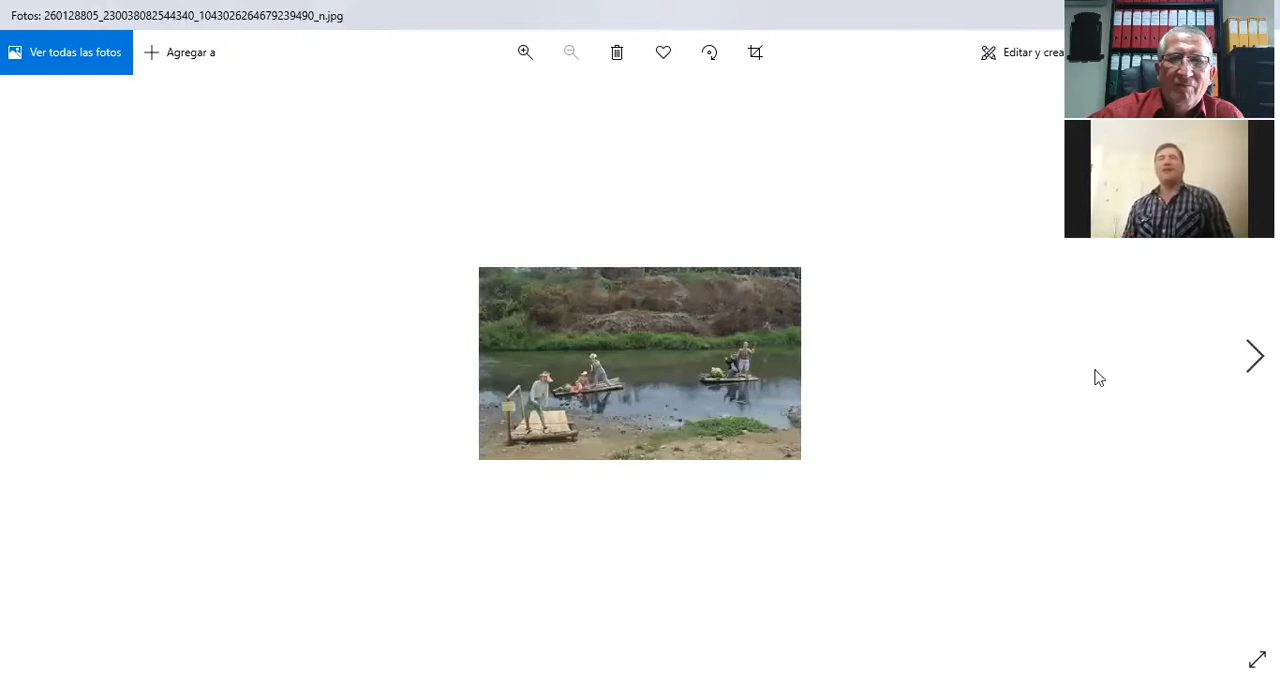 Fotos: 260128805_230038082544340_1043026264679239490_n.jpg
Ver todas las fotos
Agregar a
Editar y crea